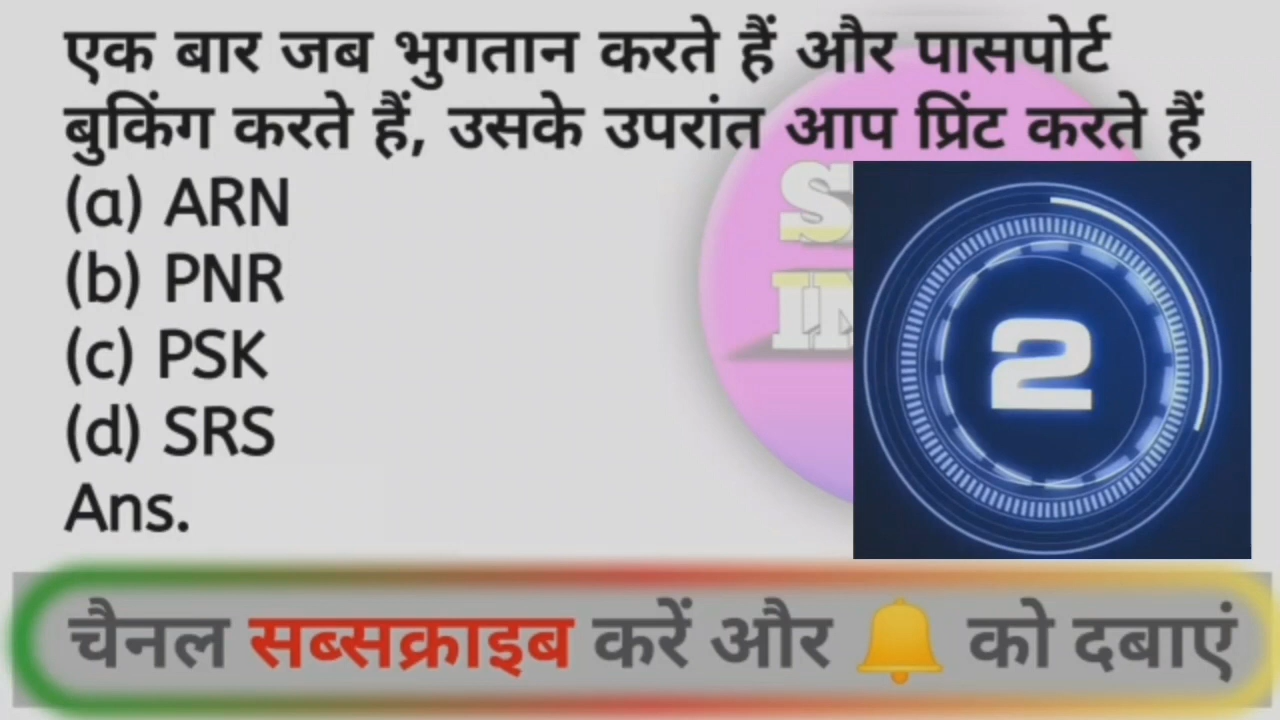 एक बार जब भुगतान करते हैं और पासपोर्ट
बुकिंग करते हैं, उसके उपरांत आप प्रिंट करते हैं
(a) ARN
(b) PNR
(c) PSK
(d) SRS
Ans.
2
चैनल सब्सक्राइब करें और को दबाएं